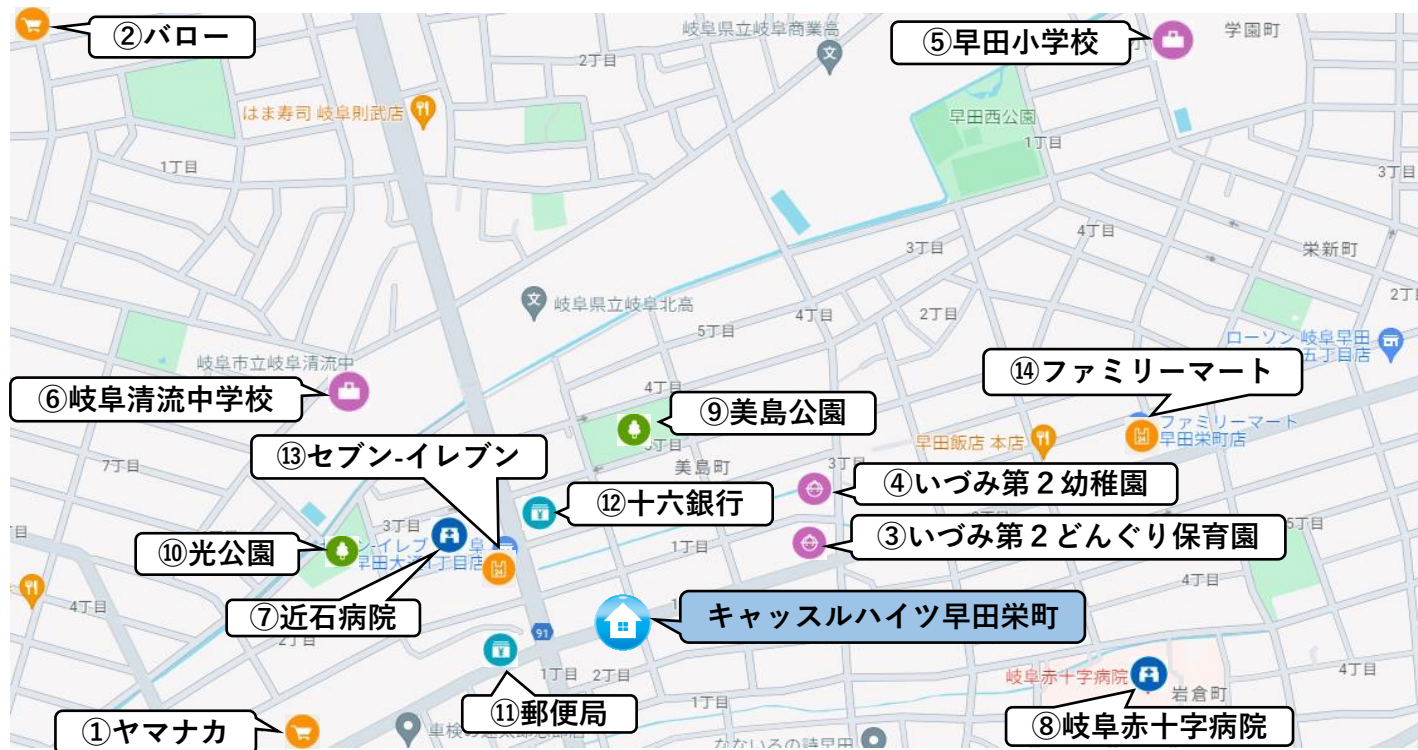 ②バロー
岐阜県立岐阜商業高
⑤早田小学校
学園町
2丁目
はま寿司 岐阜則武店
早田西公園
1丁目
1丁目
3丁目
4丁目
3丁目
栄新町
岐阜県立岐阜北高
4丁目
2丁目
5丁目
ローソン 岐阜早田
五丁目店
岐阜市立岐阜清流中
⑥岐阜清流中学校
4丁目
⑭ファミリーマート
⑨美島公園
ファミリーマート
早田栄町店
早田飯店 本店
⑬セブン-イレブン
美島町
3丁目
7丁目
④いづみ第2幼稚園
⑫十六銀行
3丁目
5丁目
⑩光公園
早田大通1丁目店
1丁目
③いづみ第2どんぐり保育園
4丁目
4丁目
⑦近石病院
キャッスルハイツ早田栄町
2丁目
91
1丁目
2丁目
岐阜赤十字病院
岩倉町
4丁目
⑪郵便局
1丁目
①ヤマナカ
⑧岐阜赤十字病院
なないろの詩早田